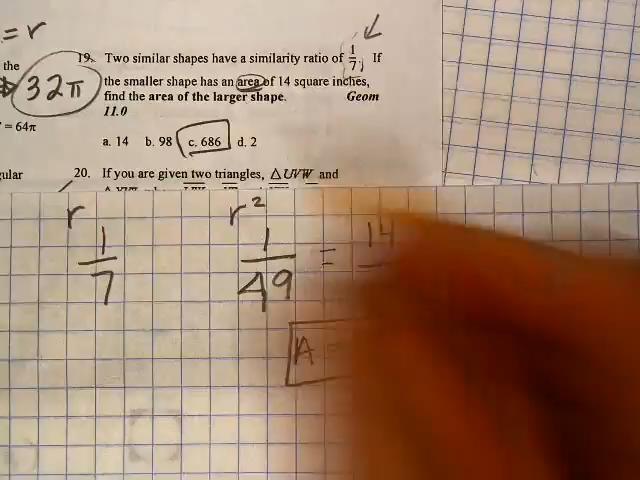 = r
the
32π
= 64π
19. Two similar shapes have a similarity ratio of 1/7; If
the smaller shape has an area of 14 square inches,
find the area of the larger shape. Geom
11.0
a. 14 b. 98 c. 686 d. 2
20. If you are given two triangles, △UVW and
r r²
1/7 1/49 = 14
A =